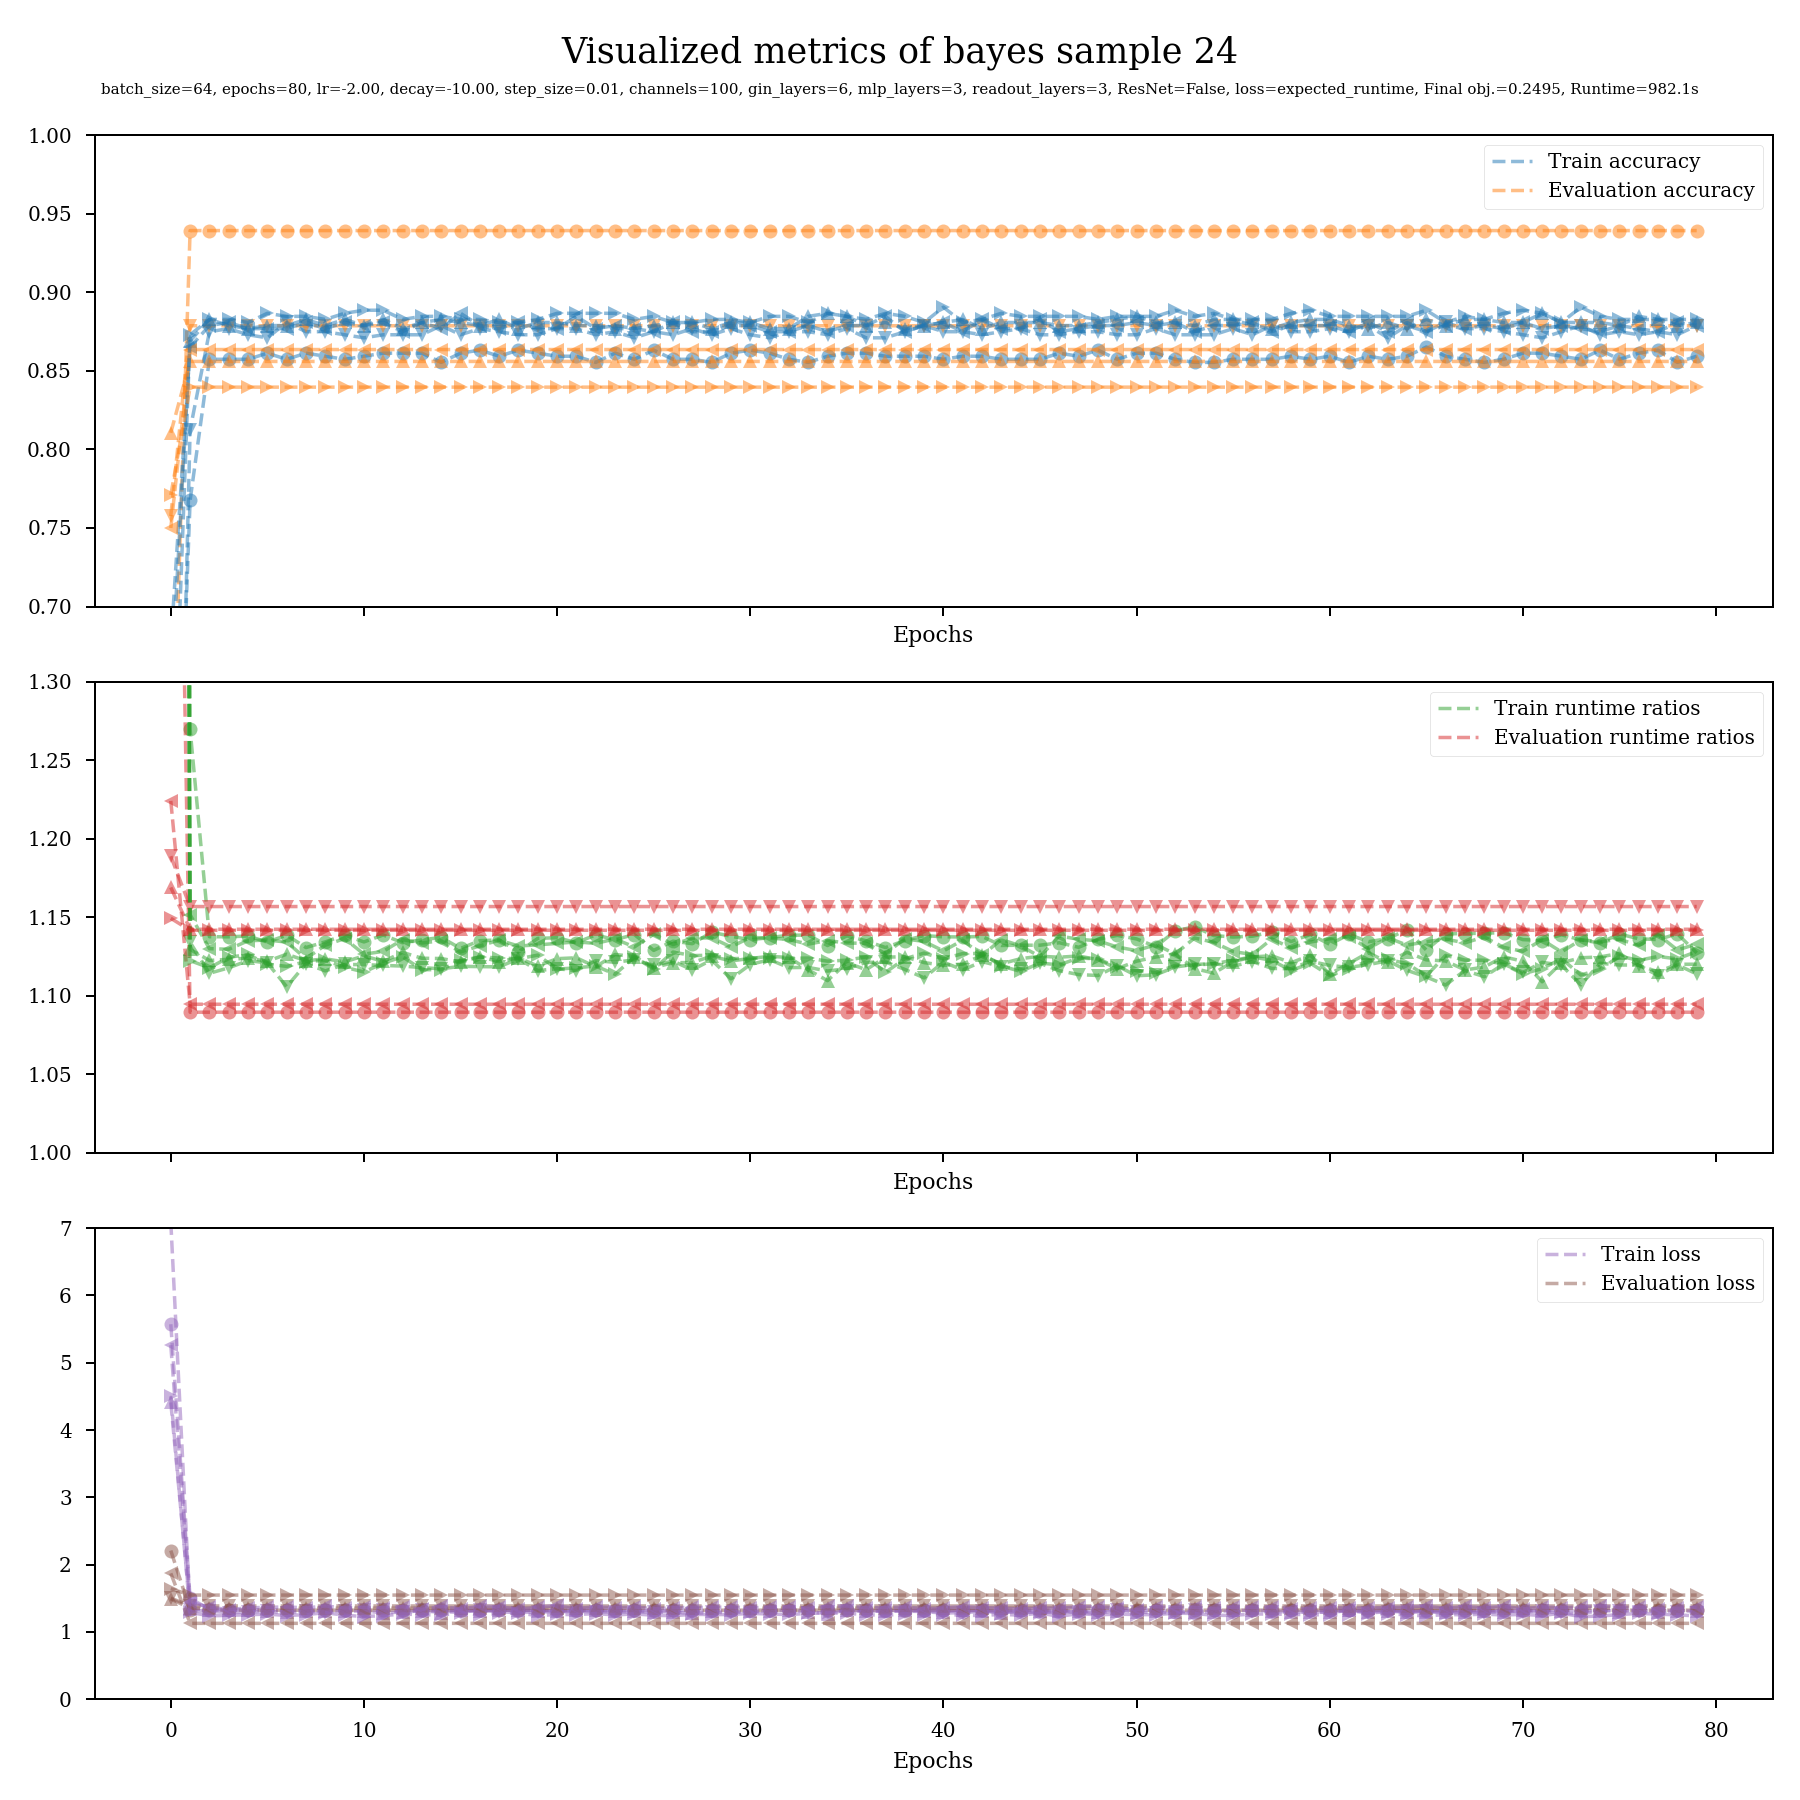 Visualized metrics of bayes sample 24
batch_size=64, epochs=80, lr=-2.00, decay=-10.00, step_size=0.01, channels=100, gin_layers=6, mlp_layers=3, readout_layers=3, ResNet=False, loss=expected_runtime, Final obj.=0.2495, Runtime=982.1s
1.00
0.95
0.90
0.85
0.80
0.75
0.70
Train accuracy
Evaluation accuracy
Epochs
1.30
1.25
1.20
1.15
1.10
1.05
1.00
Train runtime ratios
Evaluation runtime ratios
Epochs
7
6
5
4
3
2
1
0
Train loss
Evaluation loss
0 10 20 30 40 50 60 70 80
Epochs